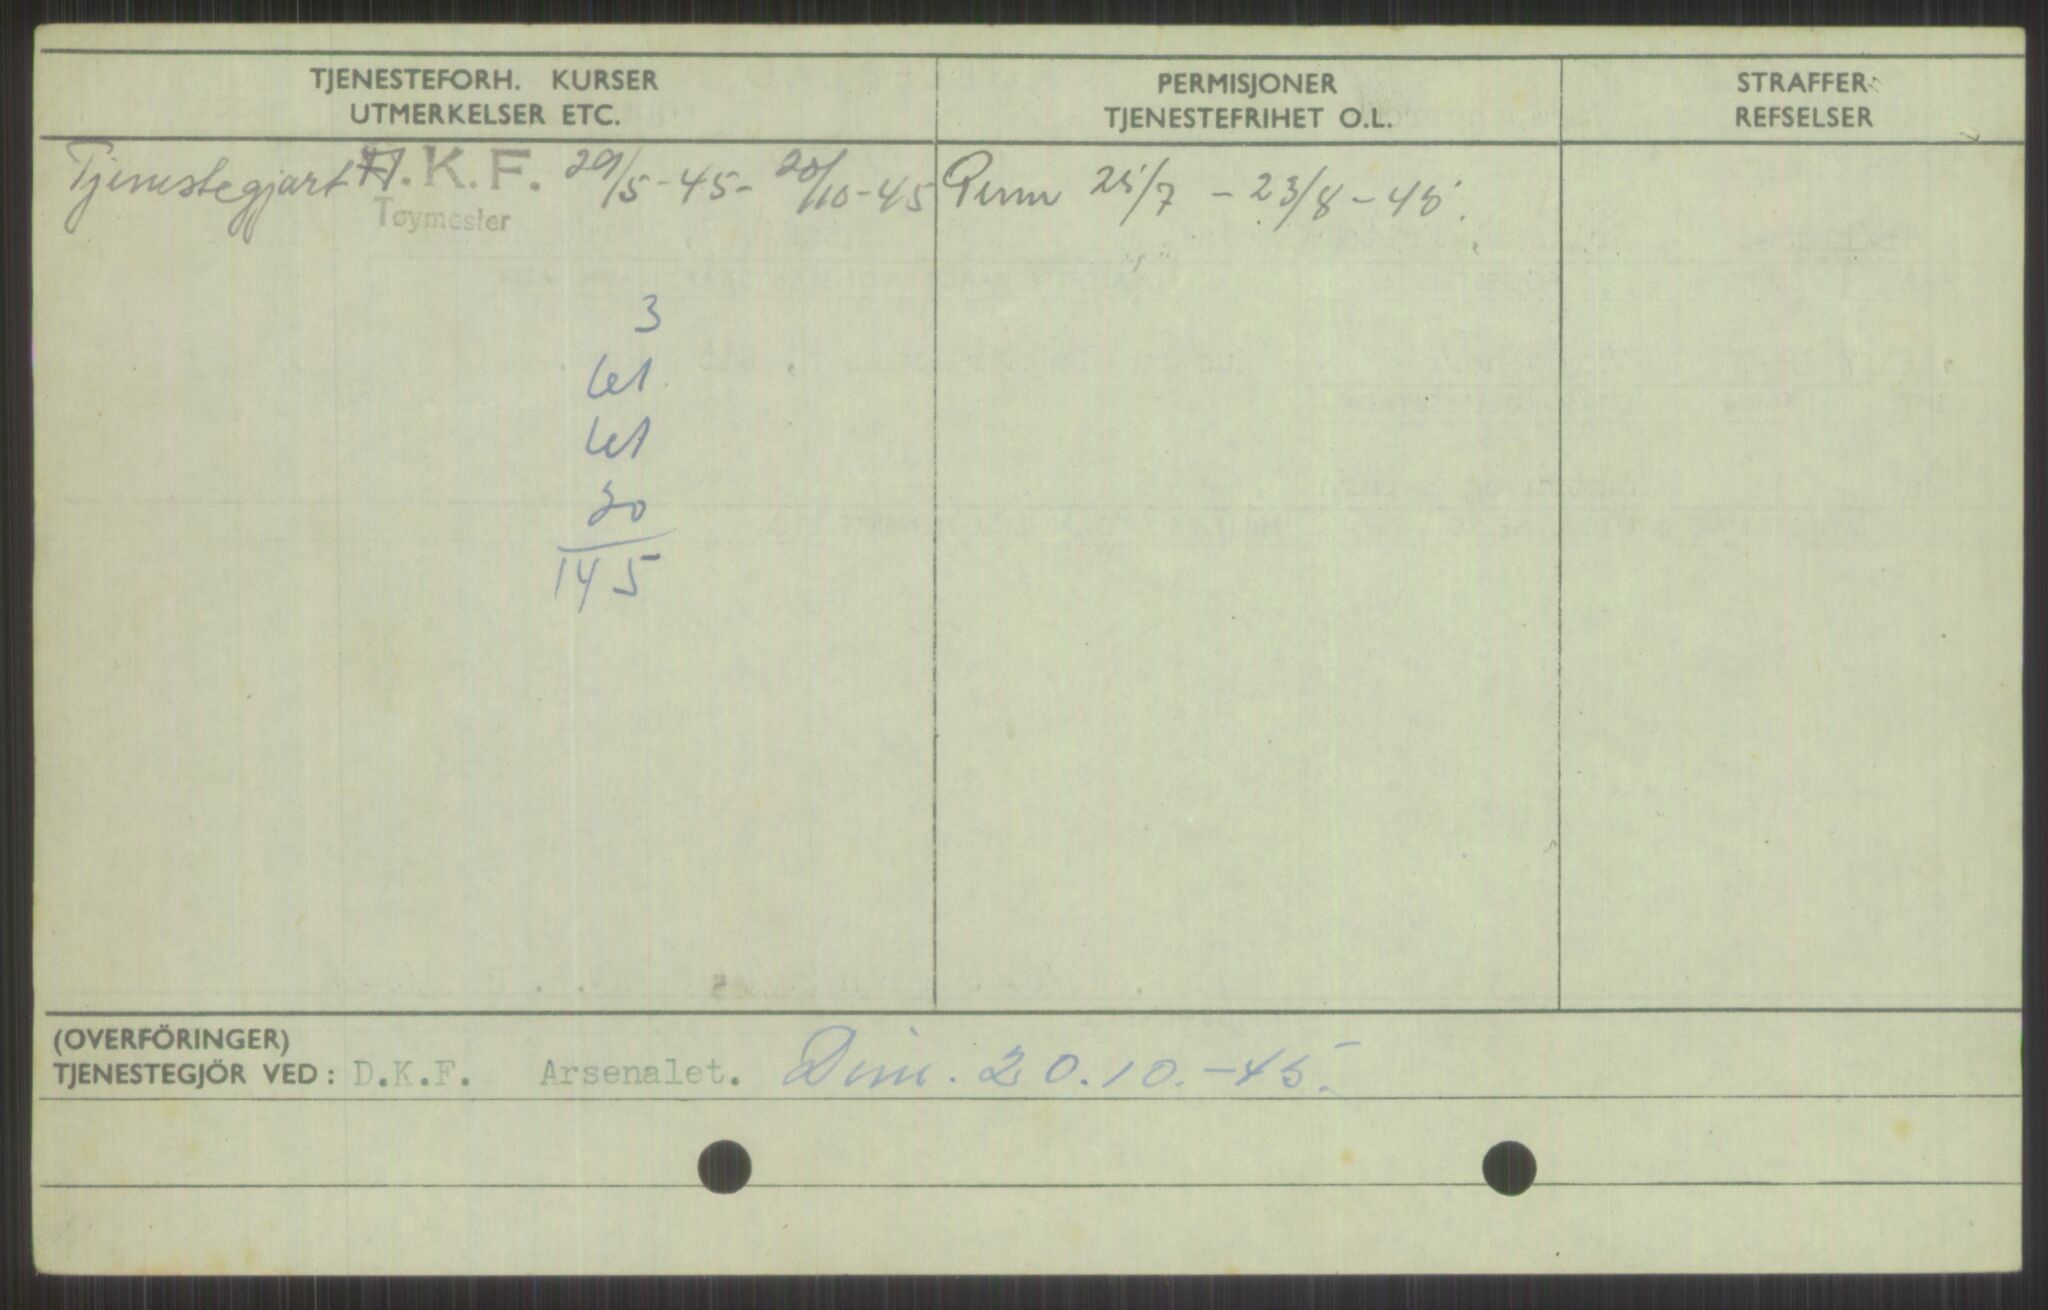 TJENESTEFORH. KURSER
UTMERKELSER ETC.
PERMISJONER
TJENESTEFRIHET O.L.
STRAFFER
REFSELSER
Tjenestegjort D.K.F. 29/5-45- 20/10-45
Tøymester
Perm 25/7 - 23/8 - 45.
3
61
61
20
145
(OVERFÖRINGER)
TJENESTEGJÖR VED: D.K.F. Arsenalet. Dim. 20.10.-45.